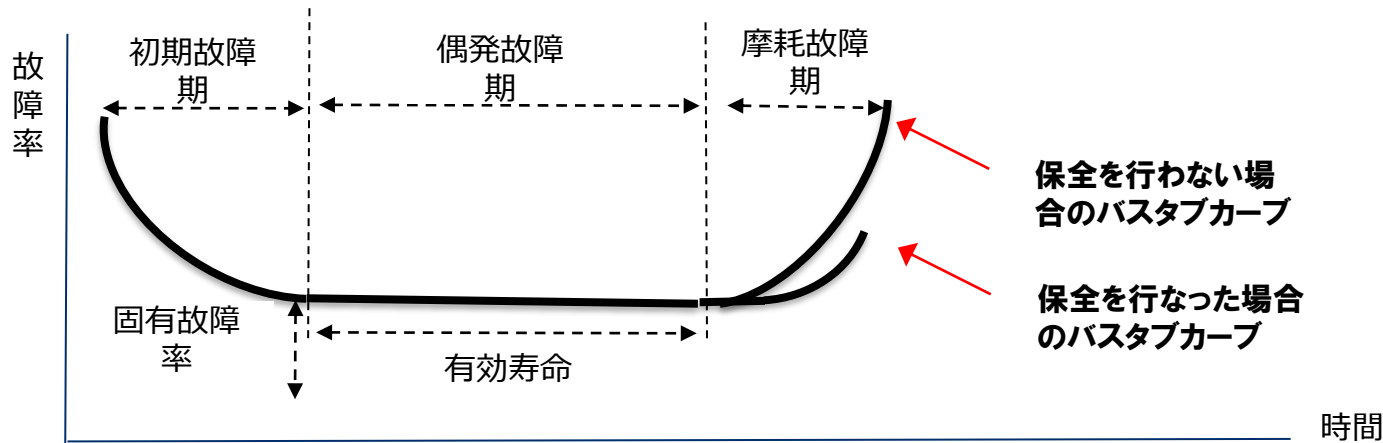 故
障
率
初期故障
期
偶発故障
期
摩耗故障
期
保全を行わない場
合のバスタブカーブ
固有故障
率
有効寿命
保全を行なった場合
のバスタブカーブ
時間